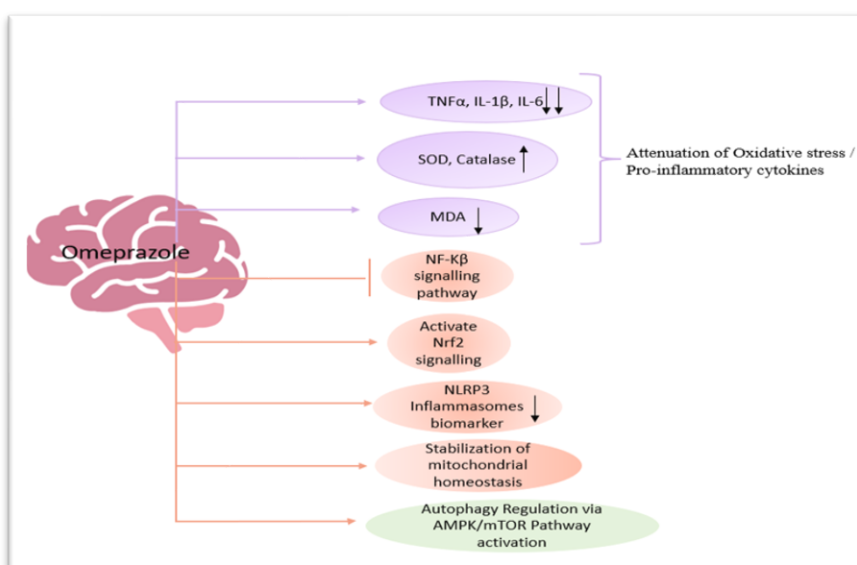 TNFα, IL-1β, IL-6
SOD, Catalase
Attenuation of Oxidative stress /
Pro-inflammatory cytokines
MDA
Omeprazole
NF-Kβ
signalling
pathway
Activate
Nrf2
signalling
NLRP3
Inflammasomes
biomarker
Stabilization of
mitochondrial
homeostasis
Autophagy Regulation via
AMPK/mTOR Pathway
activation